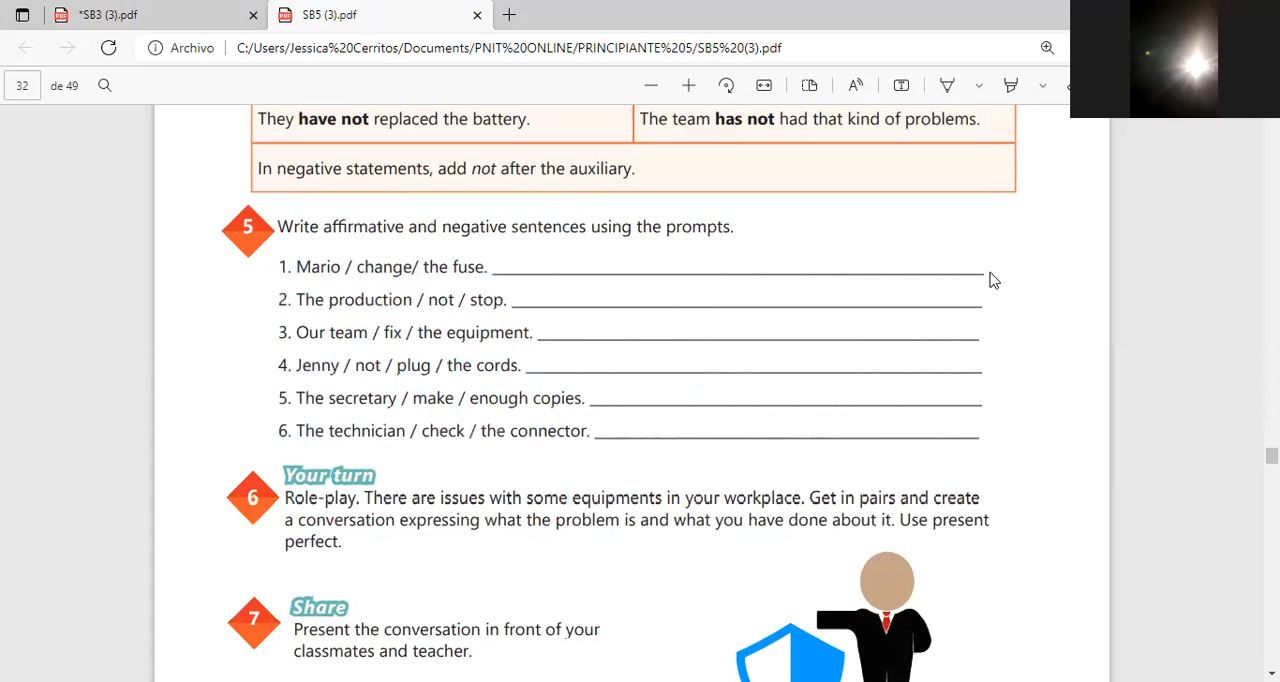 *SB3 (3).pdf
SB5 (3).pdf
Archivo
C:/Users/Jessica%20Cerritos/Documents/PNIT%20ONLINE/PRINCIPIANTE%205/SB5%20(3).pdf
32 de 49
They have not replaced the battery.
The team has not had that kind of problems.
In negative statements, add not after the auxiliary.
5 Write affirmative and negative sentences using the prompts.
1. Mario / change/ the fuse.
2. The production / not / stop.
3. Our team / fix / the equipment.
4. Jenny / not / plug / the cords.
5. The secretary / make / enough copies.
6. The technician / check / the connector.
Your turn
6 Role-play. There are issues with some equipments in your workplace. Get in pairs and create
a conversation expressing what the problem is and what you have done about it. Use present
perfect.
Share
7 Present the conversation in front of your
classmates and teacher.